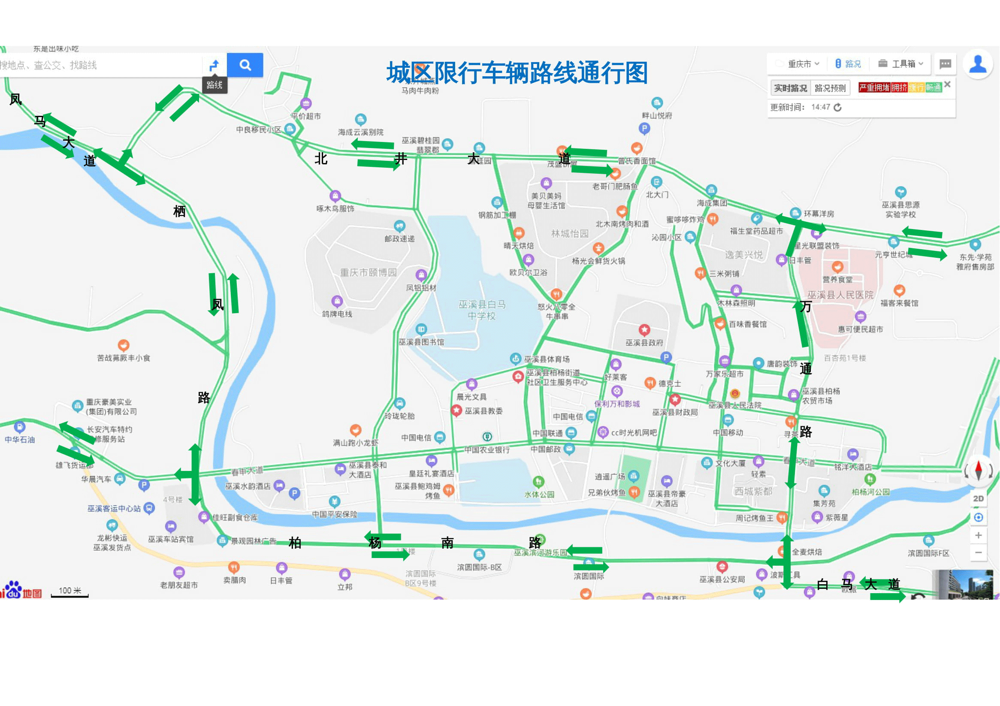 东是出味小吃
搜地点、查公交、找路线
路线
城区限行车辆路线通行图
马肉牛肉粉
重庆市
路况
工具箱
实时路况
路况预测
严重拥堵 拥挤 缓行 畅通
更新时间： 14:47
凤
马
大
道
平价超市
中良移民小区
海成云溪别院
巫溪碧桂园
翡翠郡
畔山悦府
P
北
井
大
道
曾氏香面馆
老哥门肥肠鱼
美贝美妈
母婴生活馆
北大门
海成集团
环幕洋房
巫溪县思源
实验学校
栖
啄木鸟服饰
钢筋加工棚
北木南烤肉和酒
蜜哆哆炸鸡
福生堂药品超市
邮政速递
林城怡园
沁园小区
晴天烘焙
星光联盟装饰
元亨世纪城
东先·学苑
雅府售房部
逸美兴悦
杨光会鲜货火锅
日丰管
重庆市颐博园
欧贝尔卫浴
三米粥铺
营养食堂
凤铝铝材
巫溪县人民医院
凤
鸽牌电线
巫溪县白马
中学校
怒火八零全
牛串串
木林森照明
万
福客来餐馆
百味香餐馆
惠可便民超市
巫溪县图书馆
巫溪县政府
苦战茀厥丰小食
巫溪县体育场
P
唐韵装饰
百杏苑1号楼
巫溪县柏杨街道
社区卫生服务中心
好莱客
万家乐超市
通
德克士
路
晨光文具
保利万和影城
巫溪县柏杨
农贸市场
重庆豪美实业
(集团)有限公司
巫溪县教委
巫溪县财政局
巫溪县人民法院
玲珑轮胎
中国电信
长安汽车特约
修服务站
中华石油
满山跑小龙虾
中国电信
中国联通
cc时光机网吧
中国移动
寻茶
路
中国农业银行
中国邮政
雄飞货运部
春申大道
巫溪县泰和
大酒店
皇廷礼宴酒店
文化大厦
轻素
春申大道
铭洋大酒店
华晨汽车
P
巫溪水韵酒店
P
巫溪县鲍鸡姆
烤鱼
逍遥广场
水体公园
兄弟伙烤鱼
巫溪县帝豪
大酒店
西城紫都
柏杨河公园
集芳苑
4号楼
巫溪客运中心站
中国平安保险
佳旺副食仓库
周记烤鱼王
紫薇星
龙彬快运
巫溪发货点
巫溪车站宾馆
景观园林广告
柏
杨
南
路
巫溪滨河游乐园
全麦烘焙
滨圆国际F区
滨圆国际-B区
滨圆国际
巫溪县公安局
老朋友超市
卖腊肉
日丰管
立邦
滨圆国际
B区9号楼
白
马
大
道
欧派
2D
du 地图
100 米